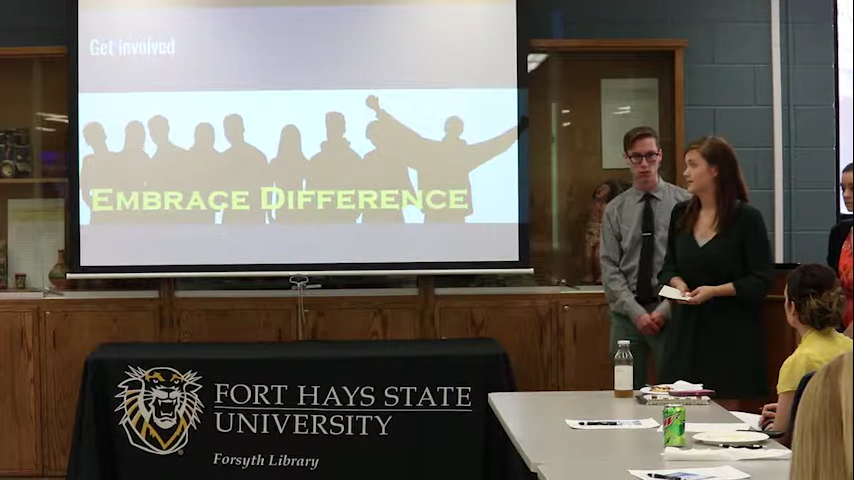 Get involved
EMBRACE DIFFERENCE
FORT HAYS STATE
UNIVERSITY
Forsyth Library